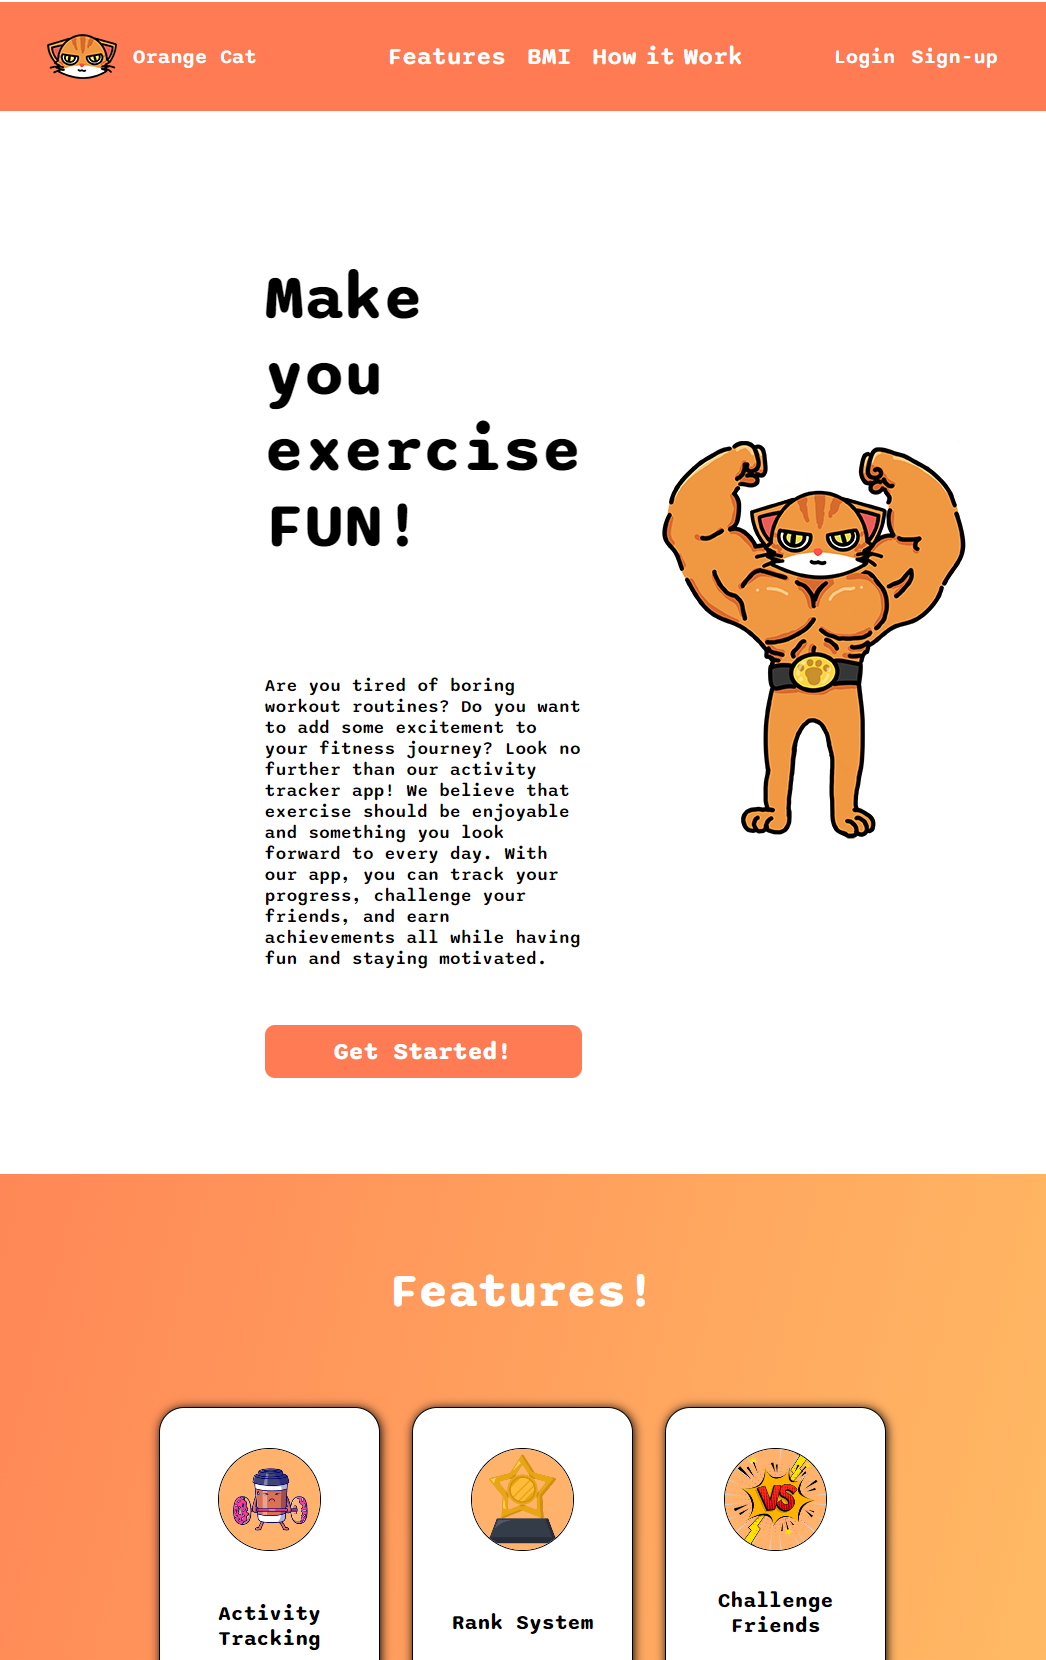 Orange Cat
Features BMI How it Work
Login Sign-up
Make
you
exercise
FUN!
Are you tired of boring
workout routines? Do you want
to add some excitement to
your fitness journey? Look no
further than our activity
tracker app! We believe that
exercise should be enjoyable
and something you look
forward to every day. With
our app, you can track your
progress, challenge your
friends, and earn
achievements all while having
fun and staying motivated.
Get Started!
Features!
Activity
Tracking
Rank System
VS
Challenge
Friends